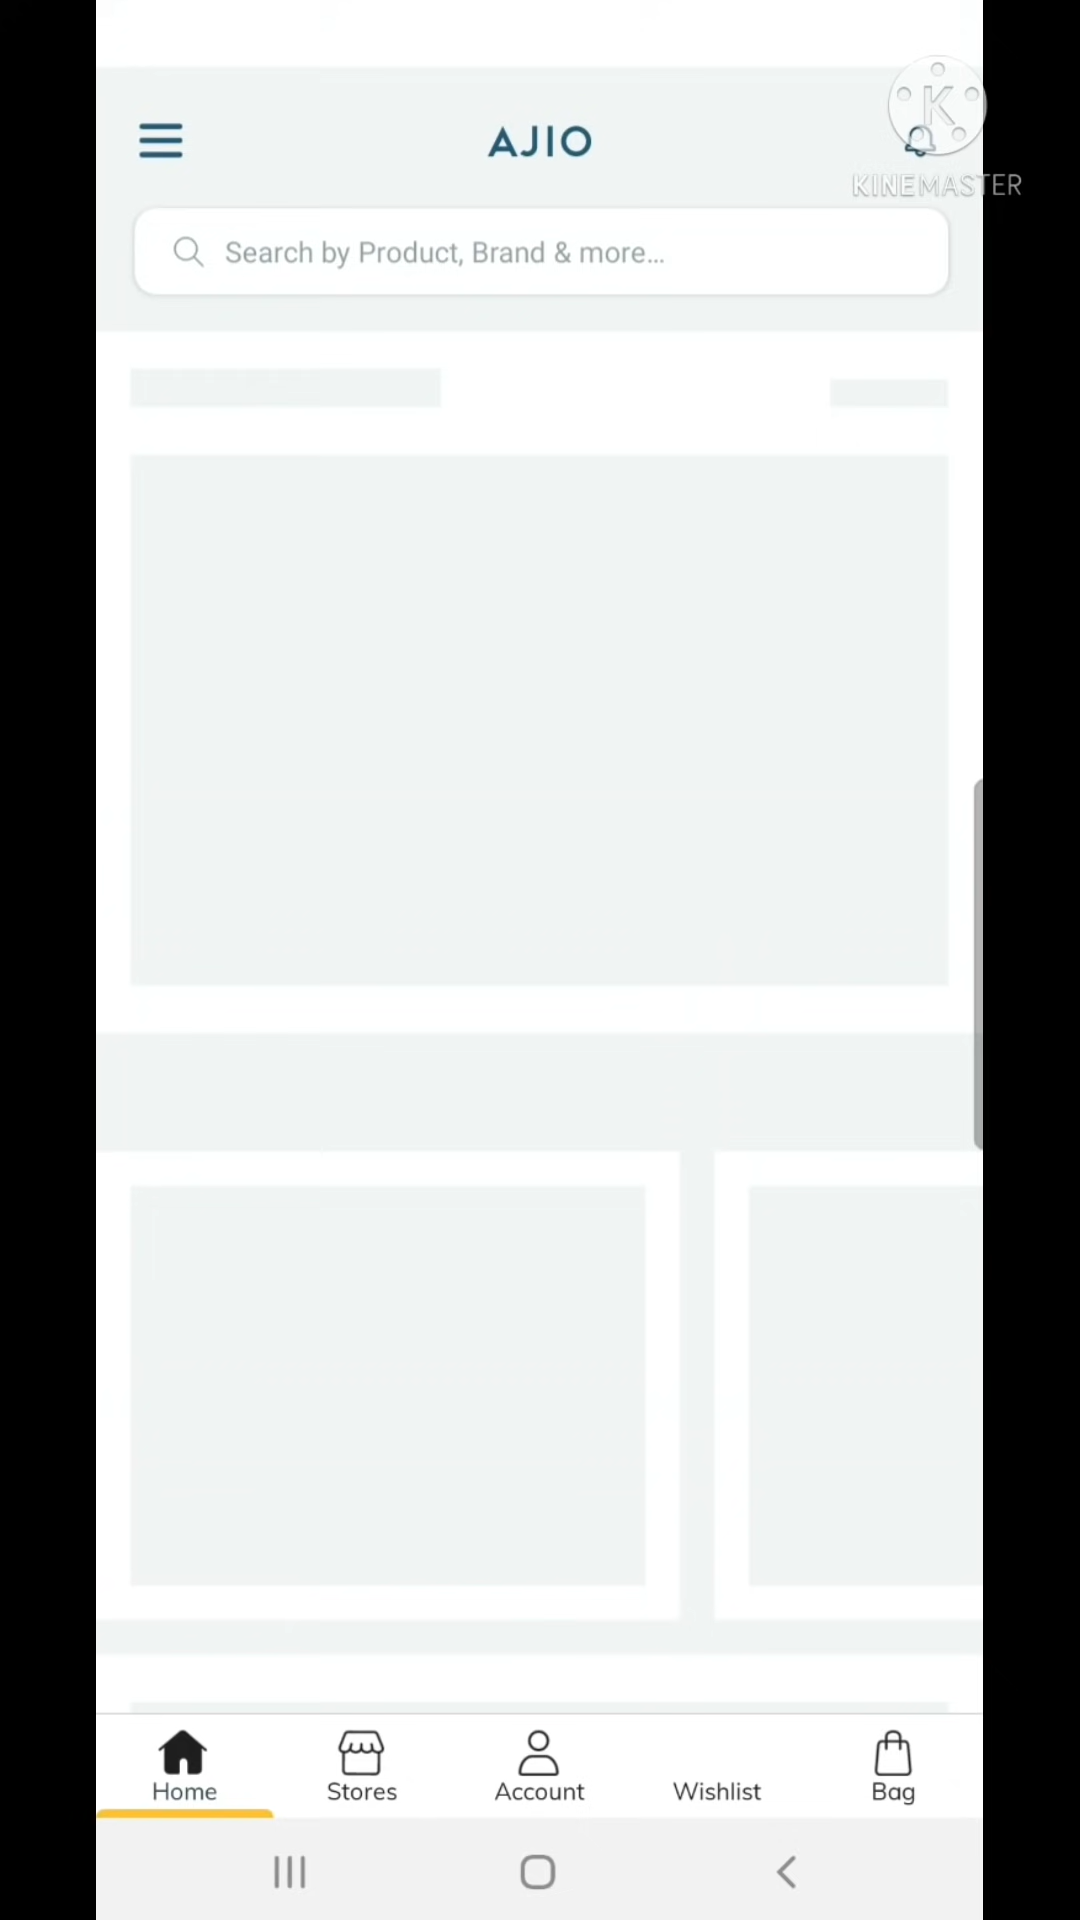 AJIO
K
KINEMASTER
Search by Product, Brand & more...
Home
Stores
Account
Wishlist
Bag